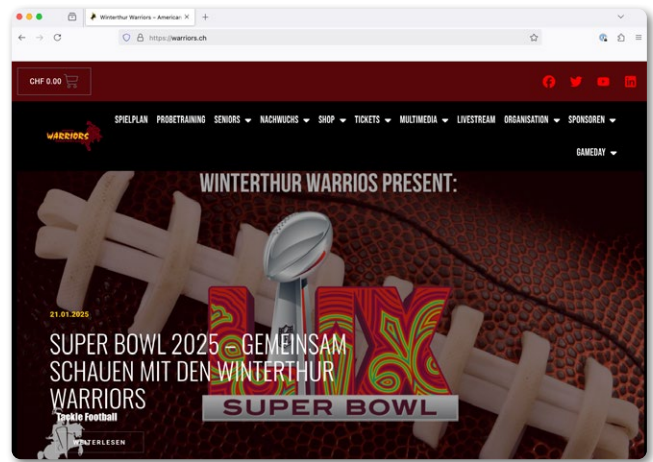 Winterthur Warriors – American
https://warriors.ch
CHF 0.00
WARRIORS
SPIELPLAN PROBETRAINING SENIORS NACHWUCHS SHOP TICKETS MULTIMEDIA LIVESTREAM ORGANISATION SPONSOREN
GAMEDAY
WINTERTHUR WARRIOS PRESENT:
LIX
SUPER BOWL
21.01.2025
SUPER BOWL 2025 – GEMEINSAM
SCHAUEN MIT DEN WINTERTHUR
WARRIORS
Tackle Football
WEITERLESEN